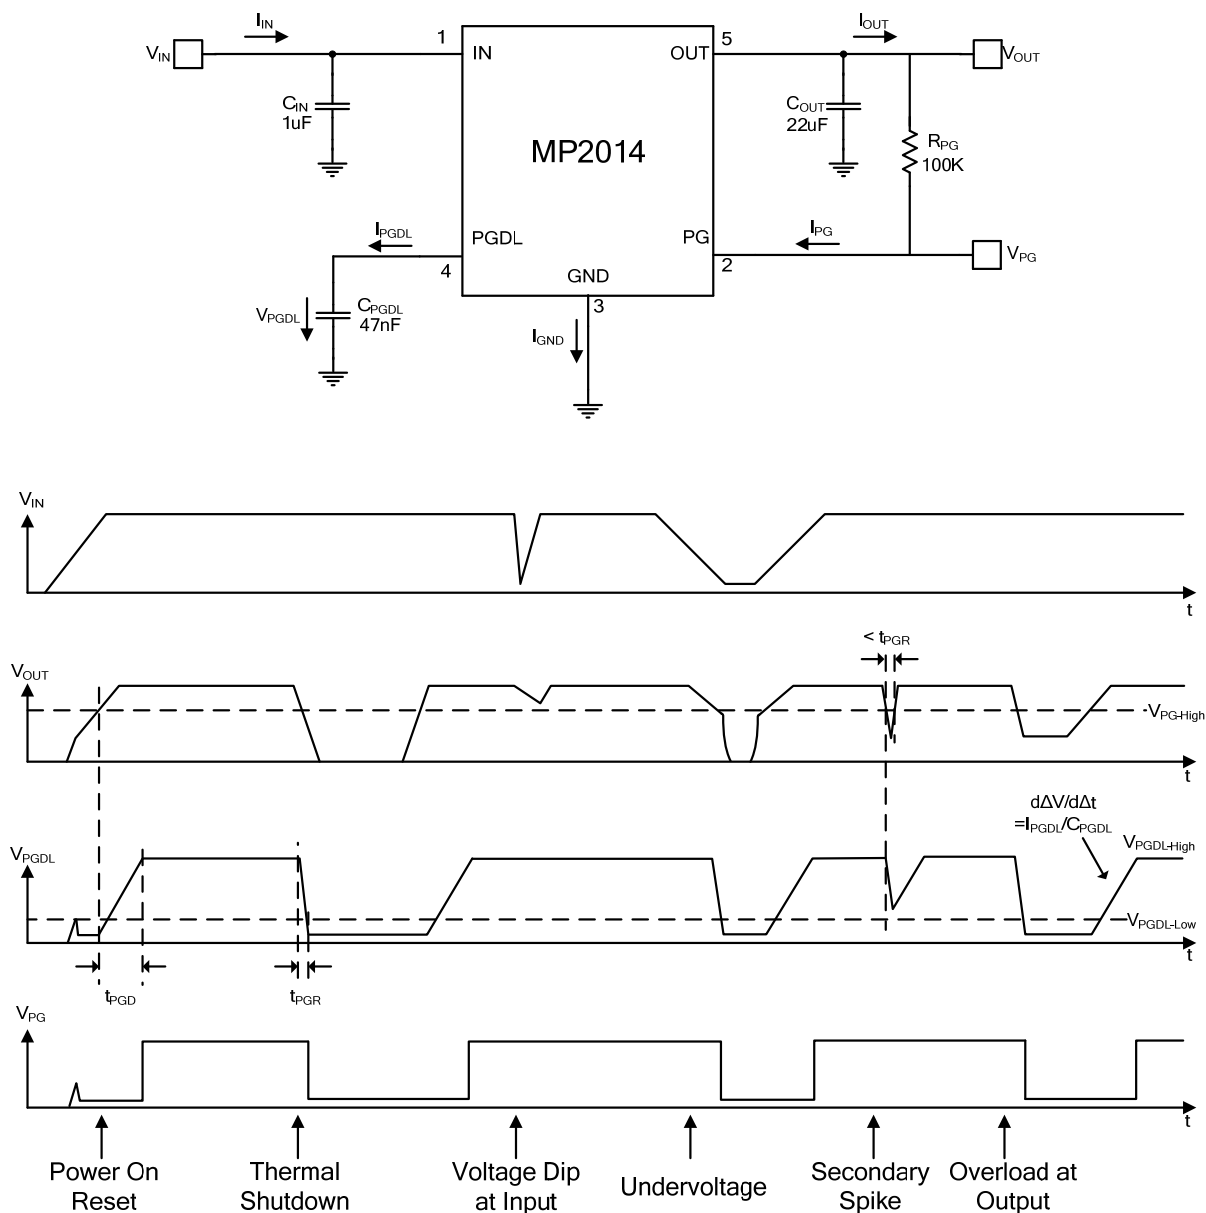 I_IN
I_OUT
V_IN
1
IN
OUT
5
V_OUT
C_IN
1uF
C_OUT
22uF
MP2014
R_PG
100K
I_PGDL
PGDL
PG
I_PG
4
2
V_PG
GND
3
V_PGDL
C_PGDL
47nF
I_GND
V_IN
t
< t_PGR
V_OUT
V_PG-High
t
dΔV/dΔt
=I_PGDL/C_PGDL
V_PGDL
V_PGDL-High
V_PGDL-Low
t
t_PGD
t_PGR
V_PG
t
Power On
Reset
Thermal
Shutdown
Voltage Dip
at Input
Undervoltage
Secondary
Spike
Overload at
Output